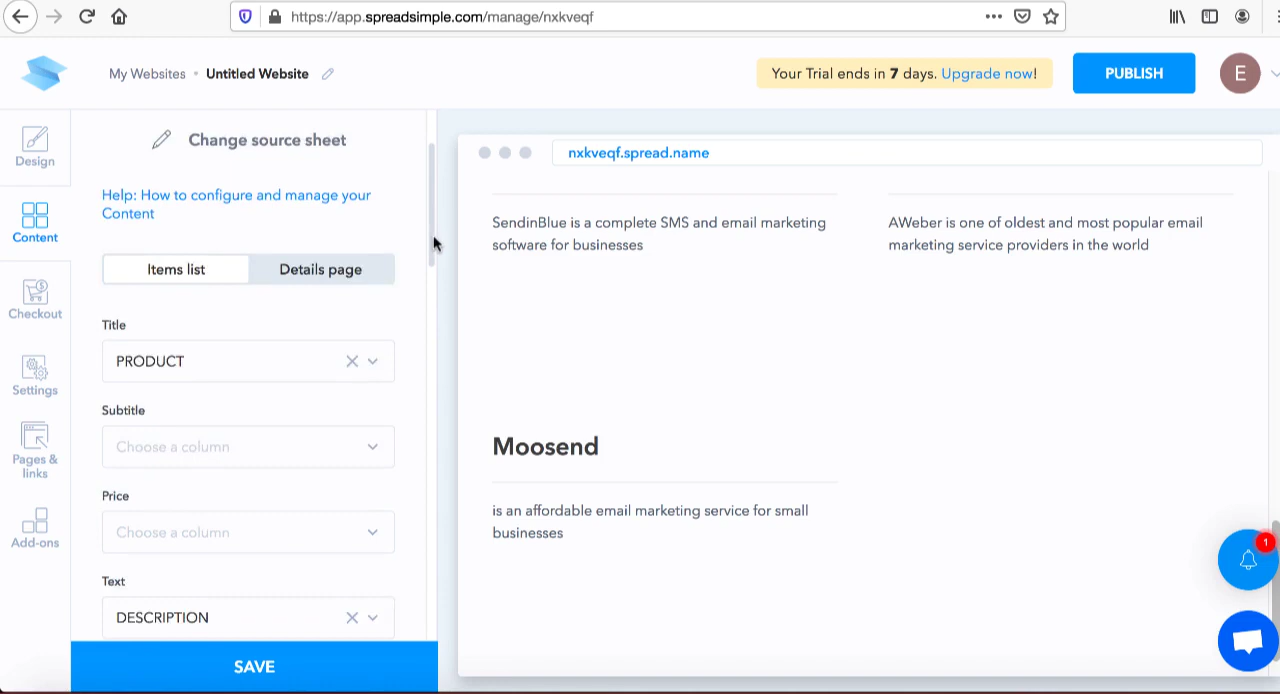 https://app.spreadsimple.com/manage/nxkveqf
My Websites • Untitled Website
Your Trial ends in 7 days. Upgrade now!
PUBLISH
E
Design
Content
Checkout
Settings
Pages &
links
Add-ons
Change source sheet
Help: How to configure and manage your
Content
Items list
Details page
Title
PRODUCT
Subtitle
Choose a column
Price
Choose a column
Text
DESCRIPTION
SAVE
nxkveqf.spread.name
SendinBlue is a complete SMS and email marketing
software for businesses
AWeber is one of oldest and most popular email
marketing service providers in the world
Moosend
is an affordable email marketing service for small
businesses
1